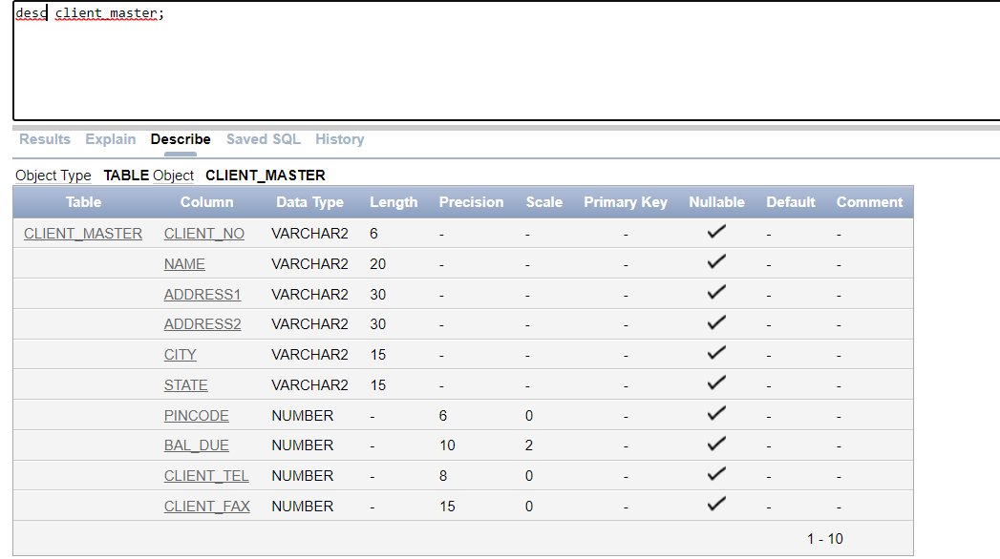 desc client_master;
Results Explain Describe Saved SQL History
Object Type TABLE Object CLIENT_MASTER
Table Column Data Type Length Precision Scale Primary Key Nullable Default Comment
CLIENT_MASTER CLIENT_NO VARCHAR2 6 - - - ✓ - -
NAME VARCHAR2 20 - - - ✓ - -
ADDRESS1 VARCHAR2 30 - - - ✓ - -
ADDRESS2 VARCHAR2 30 - - - ✓ - -
CITY VARCHAR2 15 - - - ✓ - -
STATE VARCHAR2 15 - - - ✓ - -
PINCODE NUMBER - 6 0 - ✓ - -
BAL_DUE NUMBER - 10 2 - ✓ - -
CLIENT_TEL NUMBER - 8 0 - ✓ - -
CLIENT_FAX NUMBER - 15 0 - ✓ - -
1 - 10